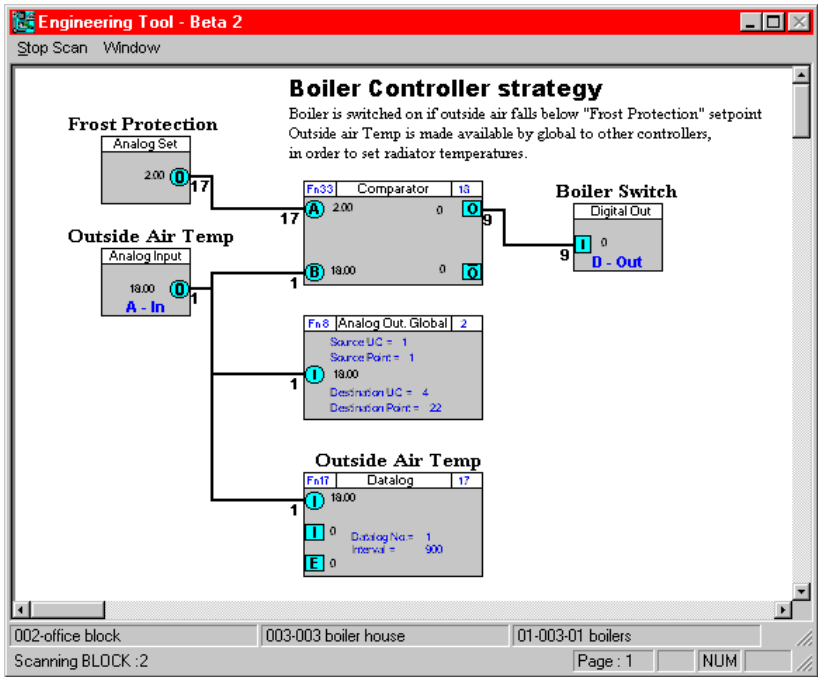 Engineering Tool - Beta 2
Stop Scan Window
Boiler Controller strategy
Boiler is switched on if outside air falls below "Frost Protection" setpoint
Outside air Temp is made available by global to other controllers,
in order to set radiator temperatures.
Frost Protection
Analog Set
2.00 O
17
Outside Air Temp
Analog Input
18.00 O
1
A - In
Fn33 Comparator 18
17 A 2.00 0 O 9
1 B 18.00 0 O
Boiler Switch
Digital Out
9 I 0
D - Out
Fn8 Analog Out. Global 2
Source UC = 1
Source Point = 1
1 I 18.00
Destination UC = 4
Destination Point = 22
Outside Air Temp
Fn17 Datalog 17
1 I 18.00
I 0
Datalog No.= 1
Interval = 900
E 0
002-office block 003-003 boiler house 01-003-01 boilers
Scanning BLOCK :2 Page : 1 NUM